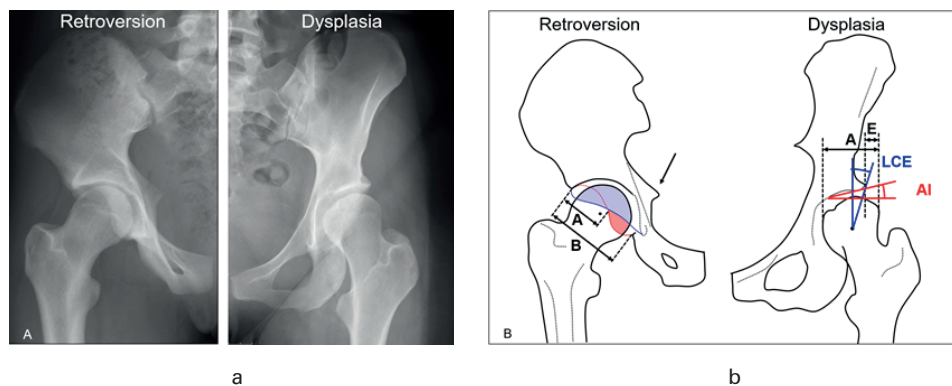 Retroversion
Dysplasia
A
a
Retroversion
Dysplasia
A
B
E
A
LCE
AI
B
b